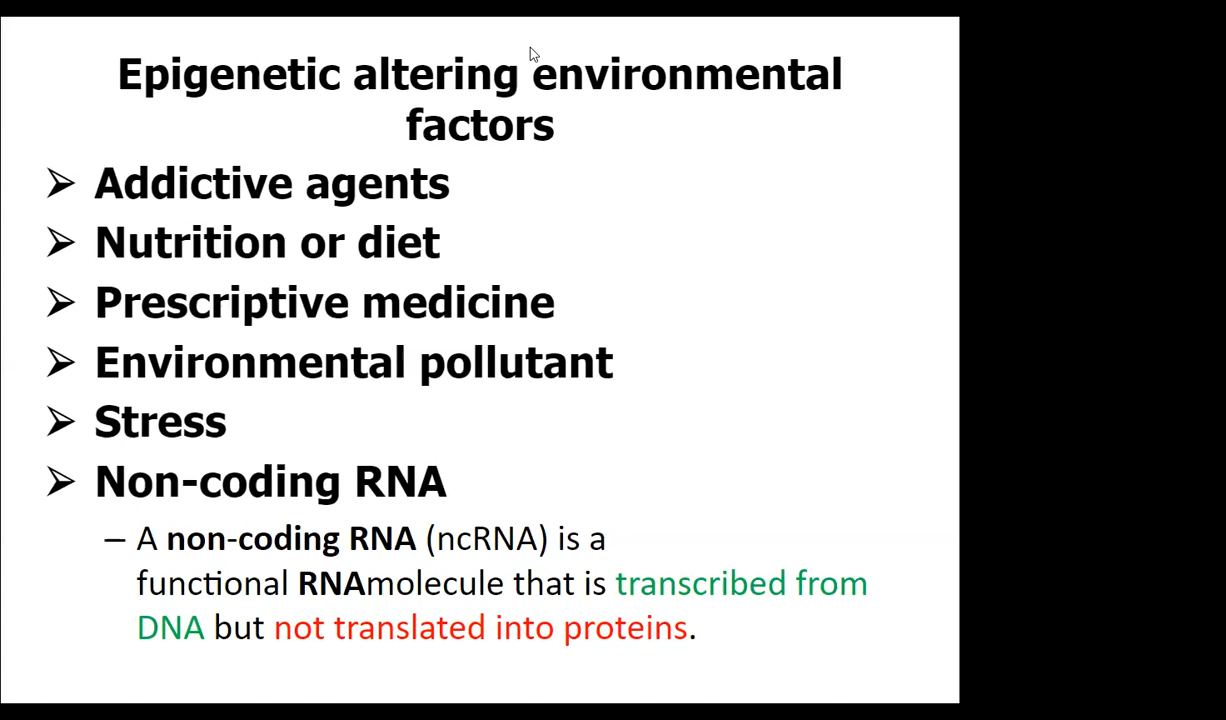 Epigenetic altering environmental
factors
➢ Addictive agents
➢ Nutrition or diet
➢ Prescriptive medicine
➢ Environmental pollutant
➢ Stress
➢ Non-coding RNA
– A non-coding RNA (ncRNA) is a
functional RNAmolecule that is transcribed from
DNA but not translated into proteins.